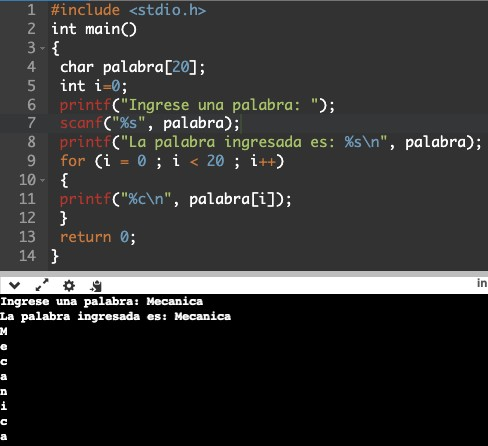 1 #include <stdio.h>
2 int main()
3 {
4 char palabra[20];
5 int i=0;
6 printf("Ingrese una palabra: ");
7 scanf("%s", palabra);
8 printf("La palabra ingresada es: %s\n", palabra);
9 for (i = 0 ; i < 20 ; i++)
10 {
11 printf("%c\n", palabra[i]);
12 }
13 return 0;
14 }
in
Ingrese una palabra: Mecanica
La palabra ingresada es: Mecanica
M
e
c
a
n
i
c
a